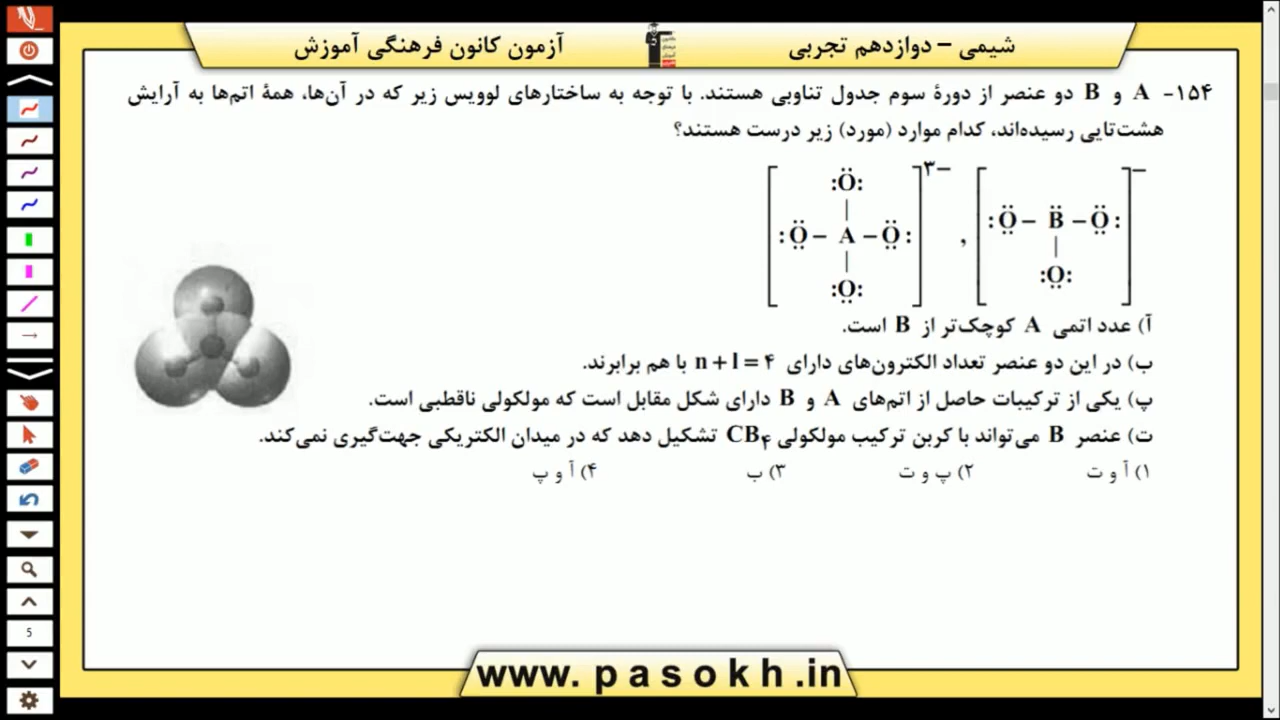 شیمی – دوازدهم تجربی
آزمون کانون فرهنگی آموزش
۱۵۴- A و B دو عنصر از دورهٔ سوم جدول تناوبی هستند. با توجه به ساختارهای لوویس زیر که در آن‌ها، همهٔ اتم‌ها به آرایش
هشت‌تایی رسیده‌اند، کدام موارد (مورد) زیر درست هستند؟
[:Ö – B̈ – Ö: | :Ö:]⁻ , [:Ö – A – Ö: | :Ö: | :Ö:]³⁻
آ) عدد اتمی A کوچک‌تر از B است.
ب) در این دو عنصر تعداد الکترون‌های دارای n + l = ۴ با هم برابرند.
پ) یکی از ترکیبات حاصل از اتم‌های A و B دارای شکل مقابل است که مولکولی ناقطبی است.
ت) عنصر B می‌تواند با کربن ترکیب مولکولی CB۴ تشکیل دهد که در میدان الکتریکی جهت‌گیری نمی‌کند.
۱) آ و ت ۲) پ و ت ۳) ب ۴) آ و پ
5
www. p a s o k h .in